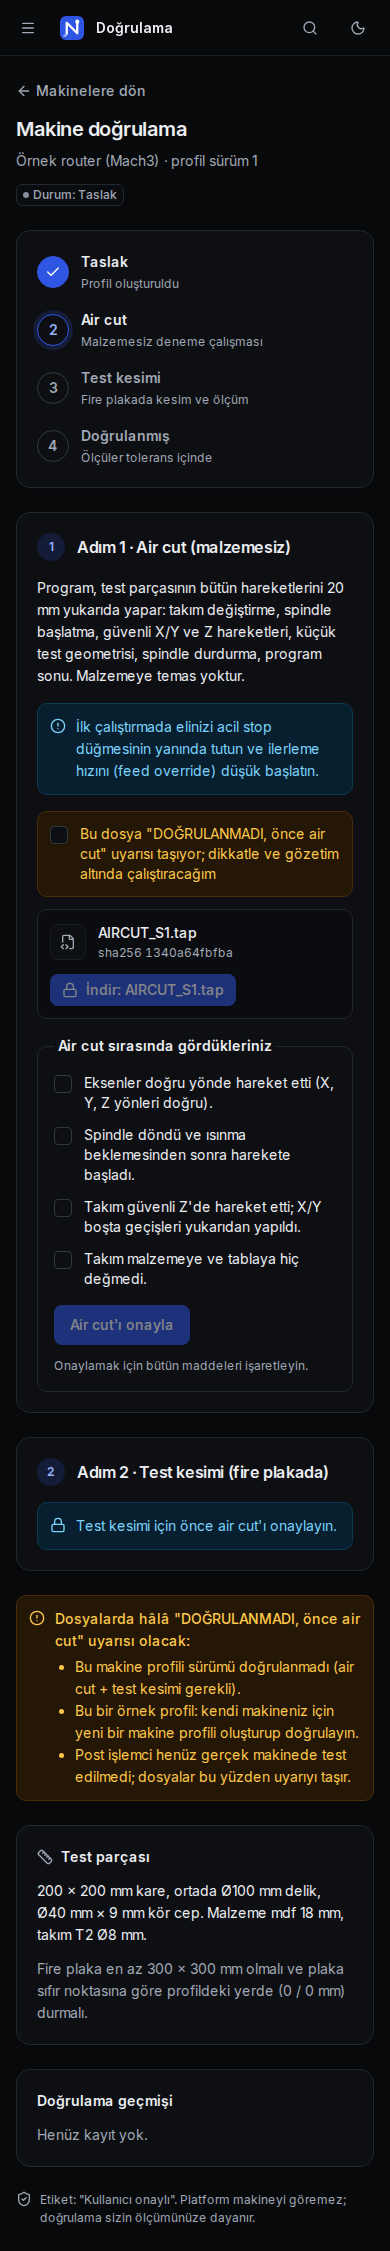 Doğrulama
← Makinelere dön
Makine doğrulama
Örnek router (Mach3) · profil sürüm 1
Durum: Taslak
Taslak
Profil oluşturuldu
2
Air cut
Malzemesiz deneme çalışması
3
Test kesimi
Fire plakada kesim ve ölçüm
4
Doğrulanmış
Ölçüler tolerans içinde
1
Adım 1 · Air cut (malzemesiz)
Program, test parçasının bütün hareketlerini 20
mm yukarıda yapar: takım değiştirme, spindle
başlatma, güvenli X/Y ve Z hareketleri, küçük
test geometrisi, spindle durdurma, program
sonu. Malzemeye temas yoktur.
İlk çalıştırmada elinizi acil stop
düğmesinin yanında tutun ve ilerleme
hızını (feed override) düşük başlatın.
Bu dosya "DOĞRULANMADI, önce air
cut" uyarısı taşıyor; dikkatle ve gözetim
altında çalıştıracağım
AIRCUT_S1.tap
sha256 1340a64fbfba
İndir: AIRCUT_S1.tap
Air cut sırasında gördükleriniz
Eksenler doğru yönde hareket etti (X,
Y, Z yönleri doğru).
Spindle döndü ve ısınma
beklemesinden sonra harekete
başladı.
Takım güvenli Z'de hareket etti; X/Y
boşta geçişleri yukarıdan yapıldı.
Takım malzemeye ve tablaya hiç
değmedi.
Air cut'ı onayla
Onaylamak için bütün maddeleri işaretleyin.
2
Adım 2 · Test kesimi (fire plakada)
Test kesimi için önce air cut'ı onaylayın.
Dosyalarda hâlâ "DOĞRULANMADI, önce air
cut" uyarısı olacak:
• Bu makine profili sürümü doğrulanmadı (air
cut + test kesimi gerekli).
• Bu bir örnek profil: kendi makineniz için
yeni bir makine profili oluşturup doğrulayın.
• Post işlemci henüz gerçek makinede test
edilmedi; dosyalar bu yüzden uyarıyı taşır.
Test parçası
200 × 200 mm kare, ortada Ø100 mm delik,
Ø40 mm × 9 mm kör cep. Malzeme mdf 18 mm,
takım T2 Ø8 mm.
Fire plaka en az 300 × 300 mm olmalı ve plaka
sıfır noktasına göre profildeki yerde (0 / 0 mm)
durmalı.
Doğrulama geçmişi
Henüz kayıt yok.
Etiket: "Kullanıcı onaylı". Platform makineyi göremez;
doğrulama sizin ölçümünüze dayanır.